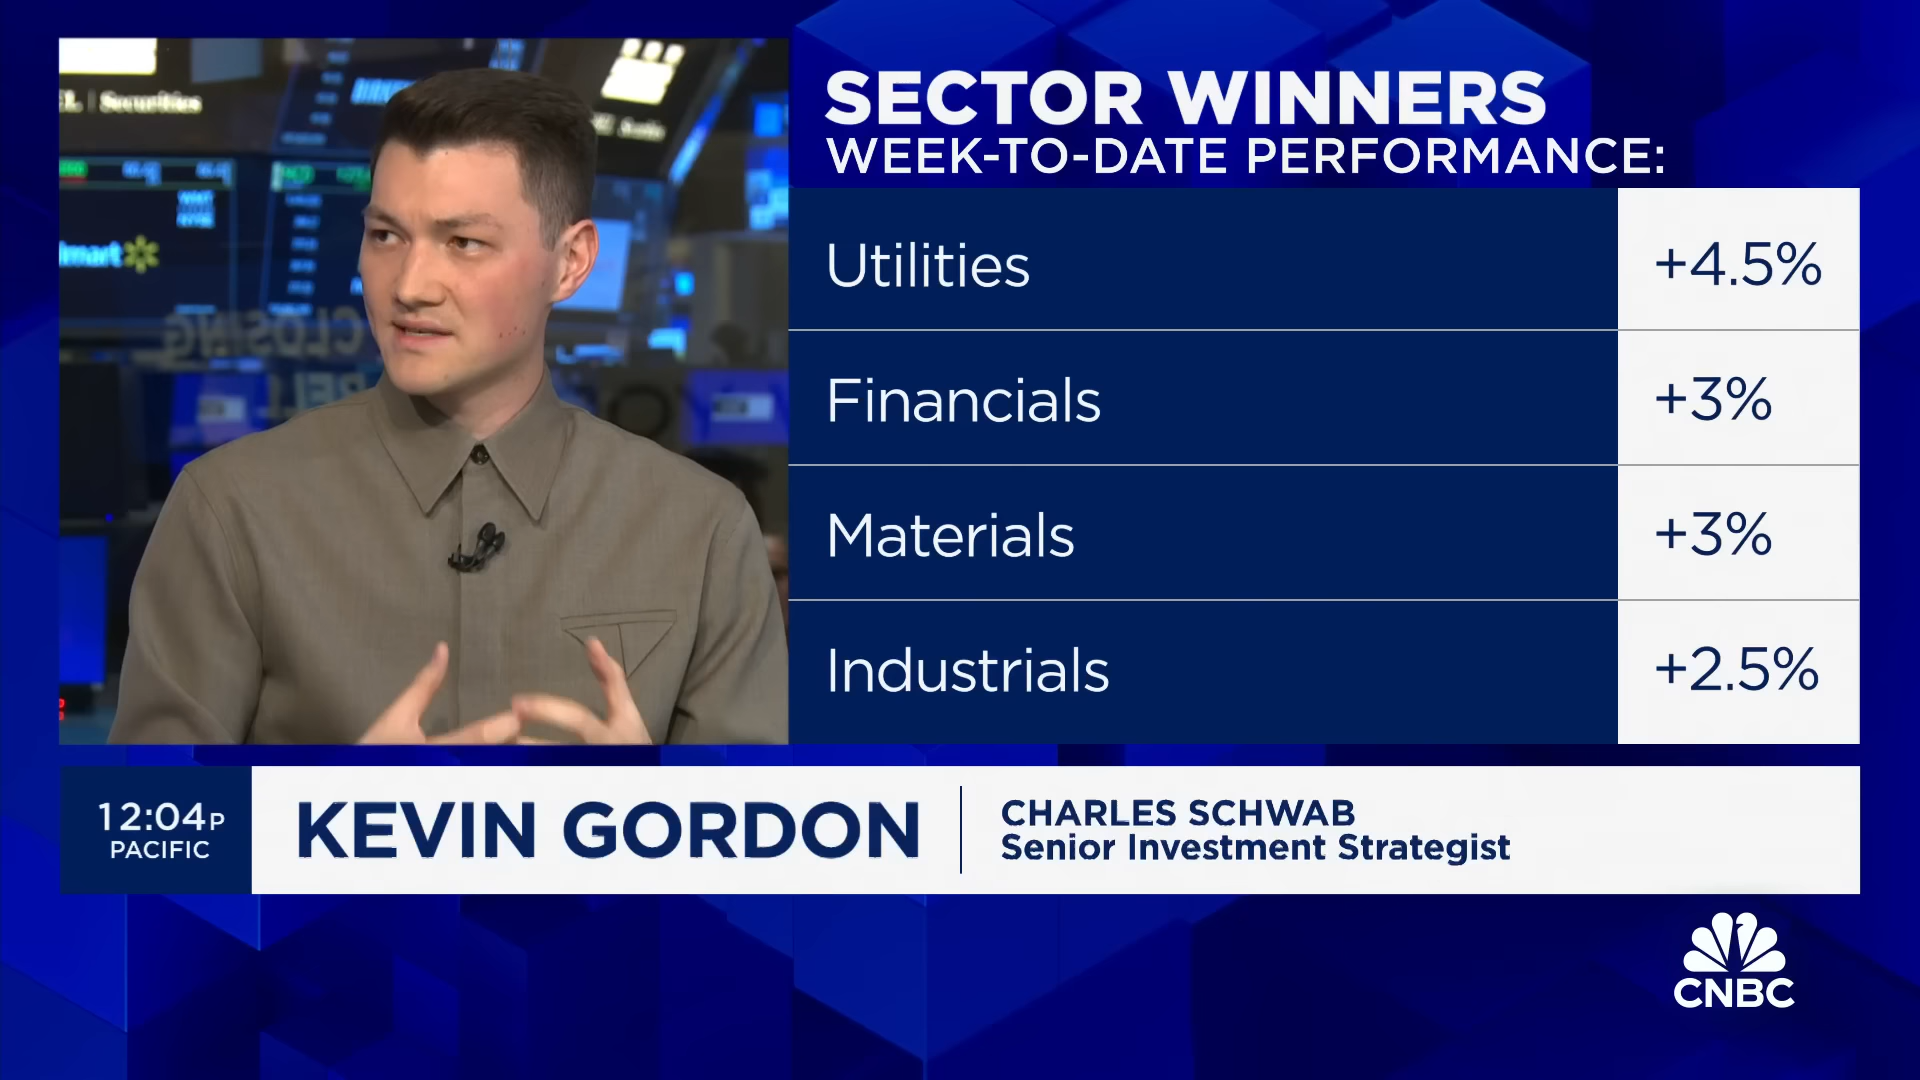 Securities
SECTOR WINNERS
WEEK-TO-DATE PERFORMANCE:
Utilities +4.5%
Financials +3%
Materials +3%
Industrials +2.5%
12:04P
PACIFIC
KEVIN GORDON
CHARLES SCHWAB
Senior Investment Strategist
CNBC